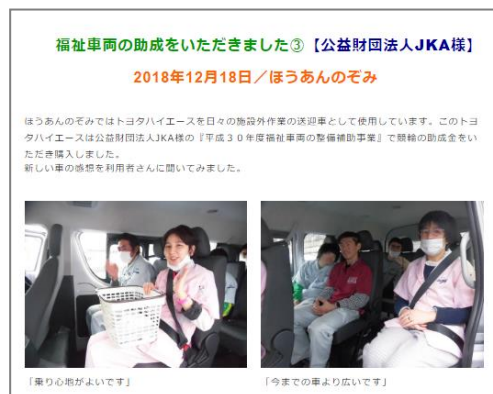 福祉車両の助成をいただきました③【公益財団法人JKA様】
2018年12月18日／ほうあんのぞみ
ほうあんのぞみではトヨタハイエースを日々の施設外作業の送迎車として使用しています。このトヨ
タハイエースは公益財団法人JKA様の『平成３０年度福祉車両の整備補助事業』で競輪の助成金をい
ただき購入しました。
新しい車の感想を利用者さんに聞いてみました。
「乗り心地がよいです」
「今までの車より広いです」